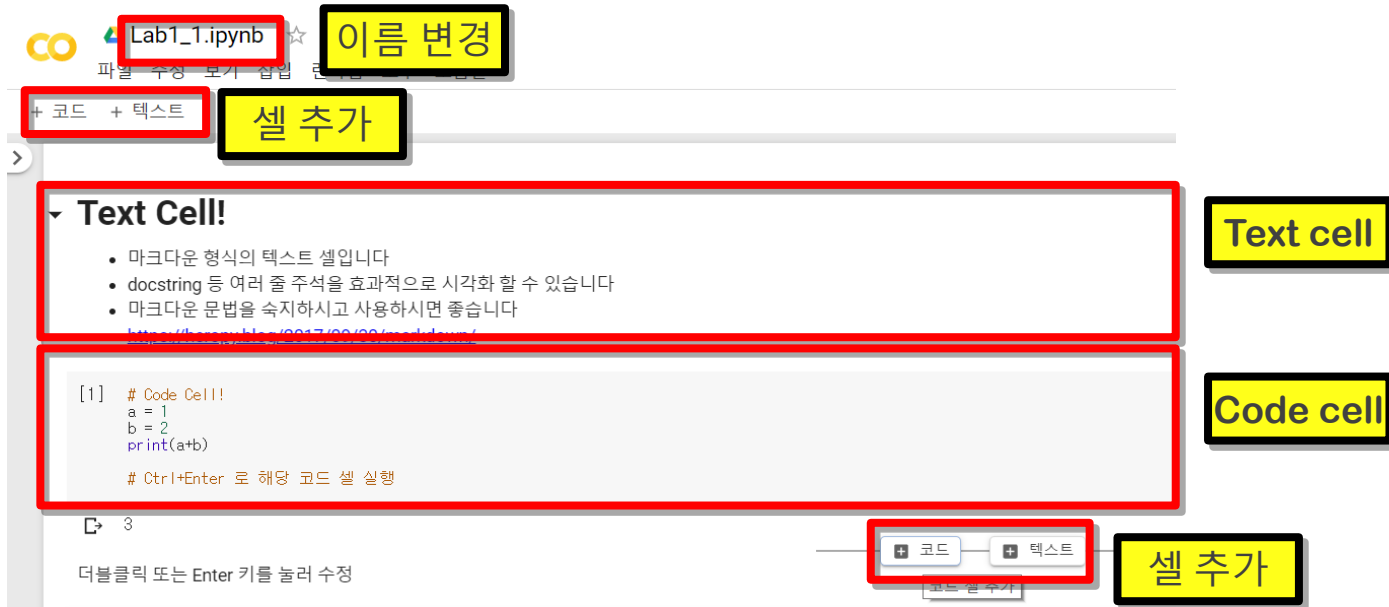 CO Lab1_1.ipynb ☆ 이름 변경
파일 수정 보기 삽입
+ 코드 + 텍스트 셀 추가
Text Cell!
• 마크다운 형식의 텍스트 셀입니다
• docstring 등 여러 줄 주석을 효과적으로 시각화 할 수 있습니다
• 마크다운 문법을 숙지하시고 사용하시면 좋습니다
Text cell
[1] # Code Cell!
a = 1
b = 2
print(a+b)
# Ctrl+Enter 로 해당 코드 셀 실행
Code cell
3
코드 텍스트 셀 추가
코드 셀 추가
더블클릭 또는 Enter 키를 눌러 수정